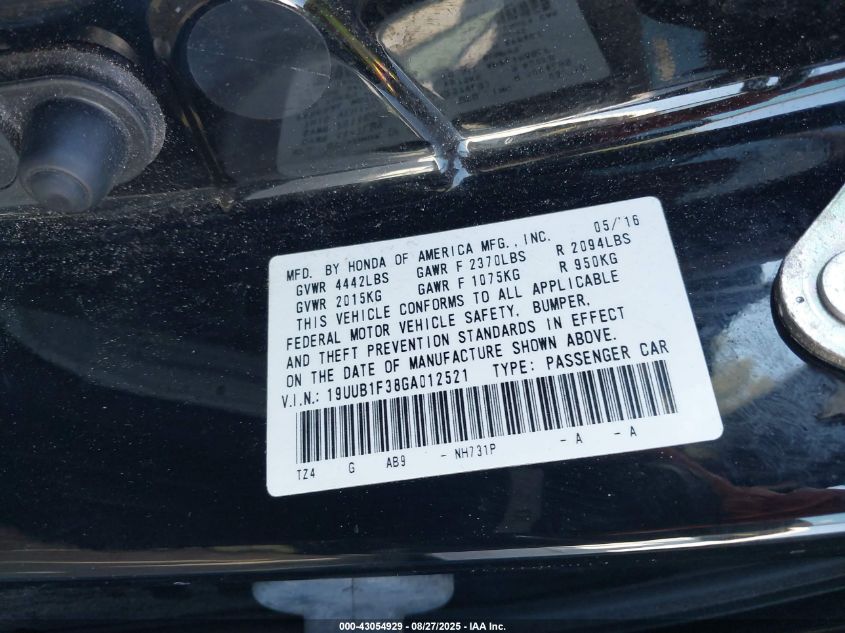 MFD. BY HONDA OF AMERICA MFG., INC. 05/'16
GVWR 4442LBS GAWR F 2370LBS R 2094LBS
GVWR 2015KG GAWR F 1075KG R 950KG
THIS VEHICLE CONFORMS TO ALL APPLICABLE
FEDERAL MOTOR VEHICLE SAFETY, BUMPER,
AND THEFT PREVENTION STANDARDS IN EFFECT
ON THE DATE OF MANUFACTURE SHOWN ABOVE.
V.I.N.: 19UUB1F38GA012521 TYPE: PASSENGER CAR
TZ4 G AB9 - NH731P - A - A
000-43054929 - 08/27/2025 - IAA Inc.